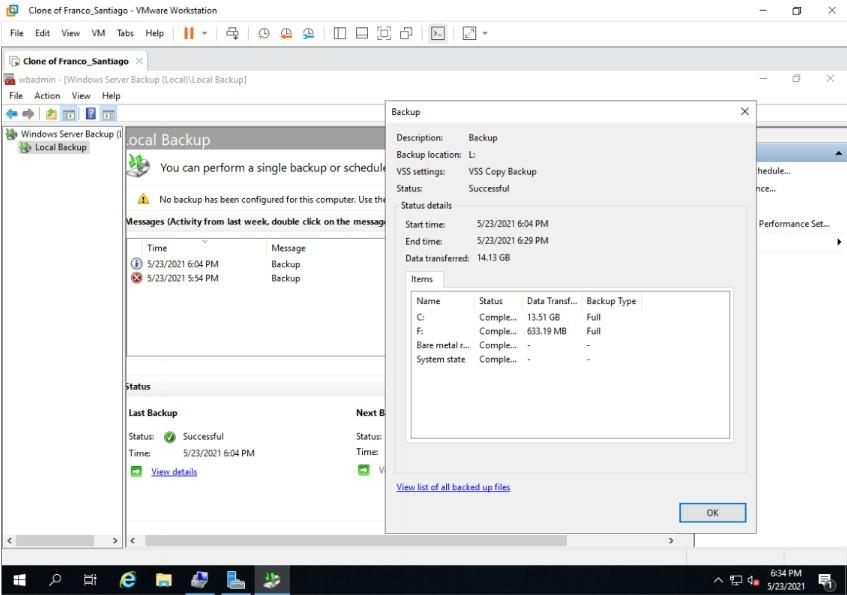 Clone of Franco_Santiago - VMware Workstation
File Edit View VM Tabs Help
Clone of Franco_Santiago
wbadmin - [Windows Server Backup (Local)\Local Backup]
File Action View Help
Windows Server Backup (l
Local Backup
ocal Backup
You can perform a single backup or schedule
No backup has been configured for this computer. Use the
Messages (Activity from last week, double click on the messag
Time Message
5/23/2021 6:04 PM Backup
5/23/2021 5:54 PM Backup
Status
Last Backup Next B
Status: Successful Status:
Time: 5/23/2021 6:04 PM Time:
View details Vi
Backup
Description: Backup
Backup location: L:
VSS settings: VSS Copy Backup
Status: Successful
Status details
Start time: 5/23/2021 6:04 PM
End time: 5/23/2021 6:29 PM
Data transferred: 14.13 GB
Items
Name Status Data Transf... Backup Type
C: Comple... 13.51 GB Full
F: Comple... 633.19 MB Full
Bare metal r... Comple... - -
System state Comple... - -
View list of all backed up files
OK
hedule...
nce...
Performance Set...
6:34 PM
5/23/2021
1